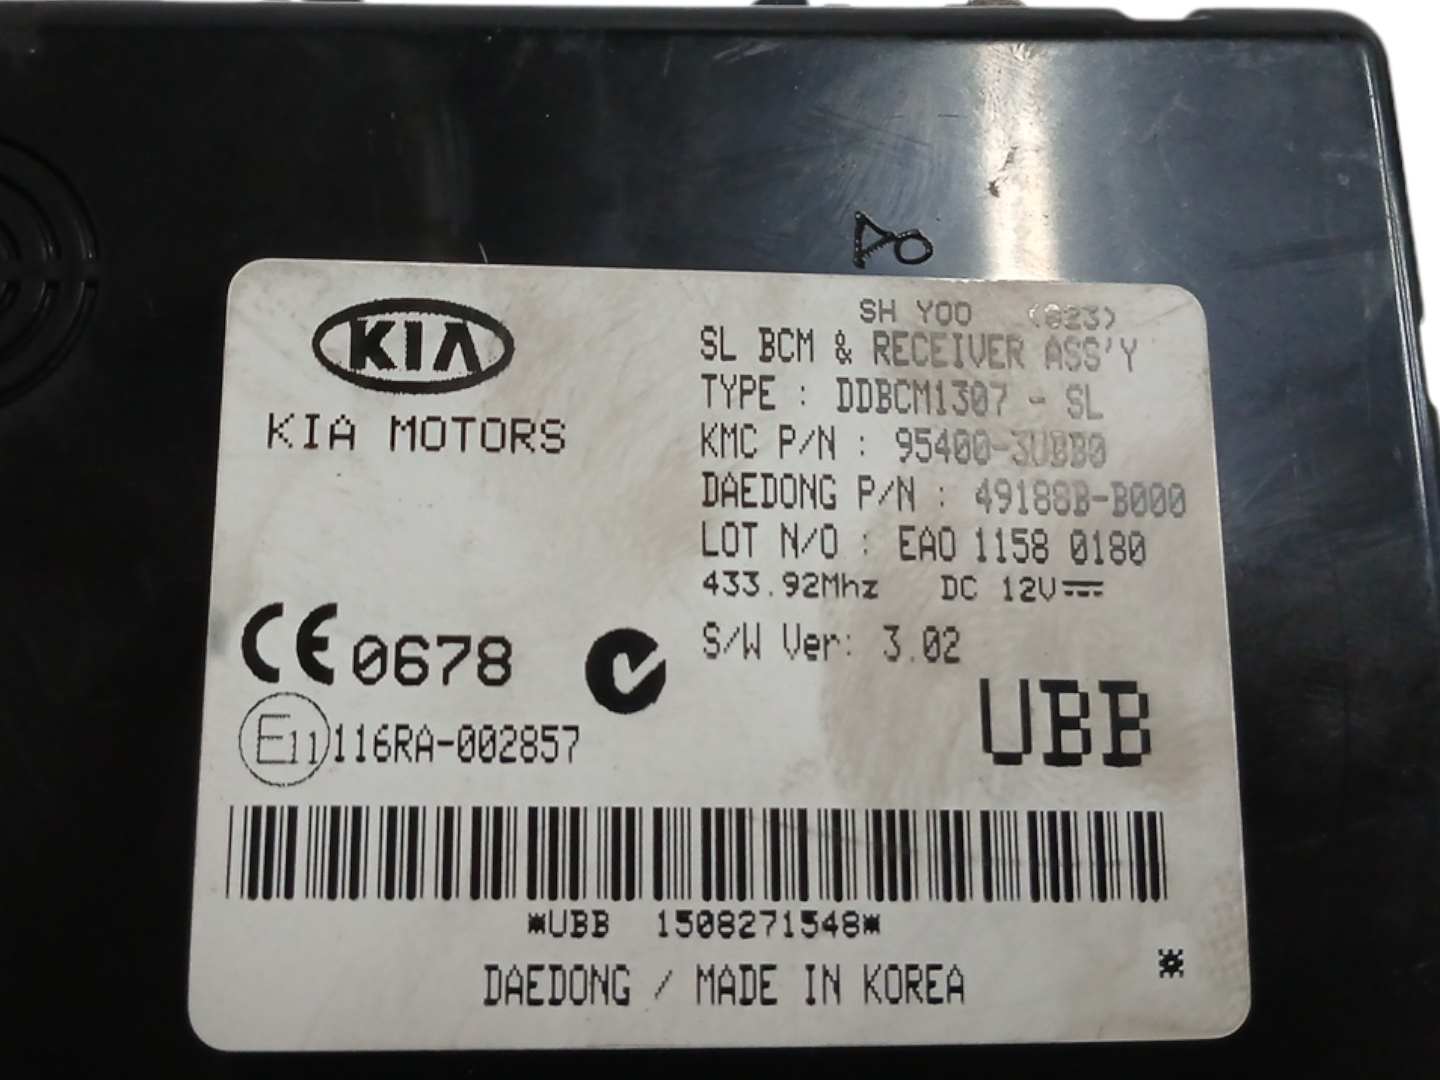 KIA
KIA MOTORS
SH YOO (023)
SL BCM & RECEIVER ASS'Y
TYPE : DDBCM1307 - SL
KMC P/N : 95400-3UBB0
DAEDONG P/N : 49188B-B000
LOT N/O : EAO 1158 0180
433.92Mhz DC 12V
S/W Ver: 3.02
CE 0678
UBB
E11 116RA-002857
*UBB 1508271548*
DAEDONG / MADE IN KOREA